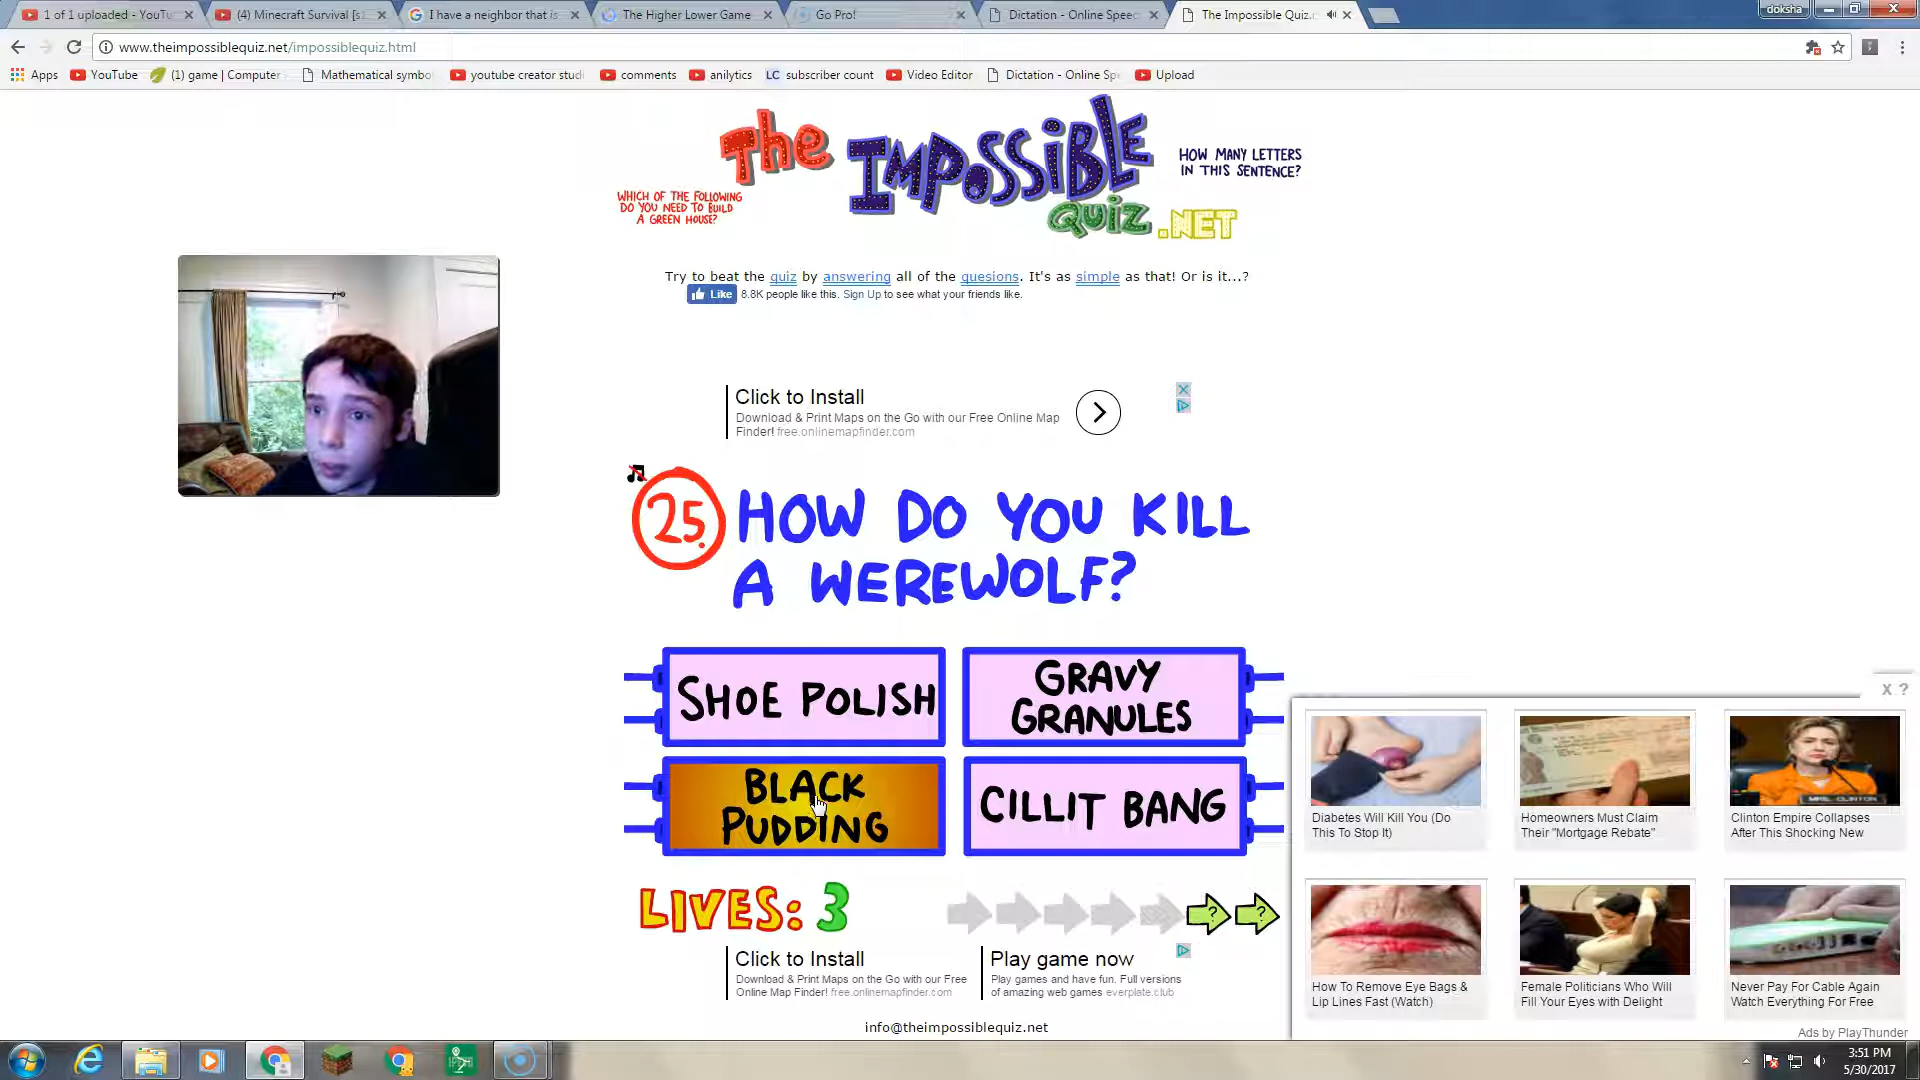 1 of 1 uploaded - YouTu
(4) Minecraft Survival [s1
I have a neighbor that is
The Higher Lower Game
Go Pro!
Dictation - Online Speec
The Impossible Quiz.n
doksha
www.theimpossiblequiz.net/impossiblequiz.html
Apps
YouTube
(1) game | Computer
Mathematical symbo
youtube creator studi
comments
anilytics
LC subscriber count
Video Editor
Dictation - Online Spe
Upload
The IMPOSSIBLE QUIZ.NET
WHICH OF THE FOLLOWING
DO YOU NEED TO BUILD
A GREEN HOUSE?
HOW MANY LETTERS
IN THIS SENTENCE?
Try to beat the quiz by answering all of the quesions. It's as simple as that! Or is it...?
Like 8.8K people like this. Sign Up to see what your friends like.
Click to Install
Download & Print Maps on the Go with our Free Online Map
Finder! free.onlinemapfinder.com
25. HOW DO YOU KILL
A WEREWOLF?
SHOE POLISH
GRAVY
GRANULES
BLACK
PUDDING
CILLIT BANG
LIVES: 3
? ?
Click to Install
Download & Print Maps on the Go with our Free
Online Map Finder! free.onlinemapfinder.com
Play game now
Play games and have fun. Full versions
of amazing web games everplate.club
info@theimpossiblequiz.net
X ?
Diabetes Will Kill You (Do
This To Stop It)
Homeowners Must Claim
Their "Mortgage Rebate"
MRS. CLINTON
Clinton Empire Collapses
After This Shocking New
How To Remove Eye Bags &
Lip Lines Fast (Watch)
Female Politicians Who Will
Fill Your Eyes with Delight
Never Pay For Cable Again
Watch Everything For Free
Ads by PlayThunder
3:51 PM
5/30/2017